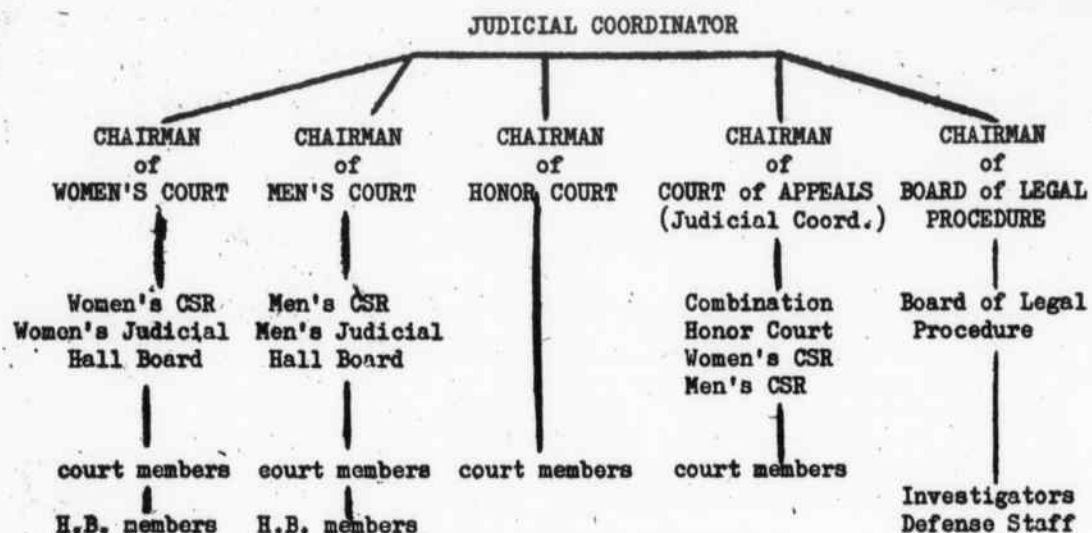 JUDICIAL COORDINATOR
CHAIRMAN
of
WOMEN'S COURT
CHAIRMAN
of
MEN'S COURT
CHAIRMAN
of
HONOR COURT
CHAIRMAN
of
COURT of APPEALS
(Judicial Coord.)
CHAIRMAN
of
BOARD of LEGAL
PROCEDURE
Women's CSR
Women's Judicial
Hall Board
Men's CSR
Men's Judicial
Hall Board
Combination
Honor Court
Women's CSR
Men's CSR
Board of Legal
Procedure
court members
court members
court members
court members
H.B. members
H.B. members
Investigators
Defense Staff